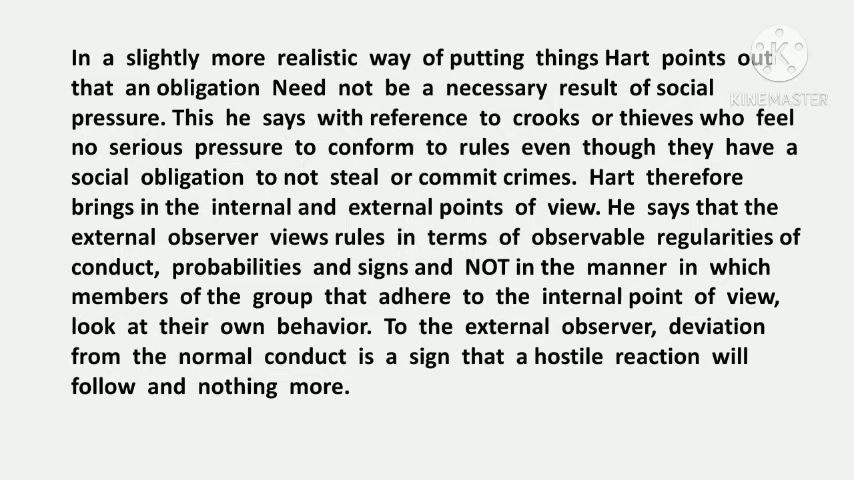 In a slightly more realistic way of putting things Hart points out
that an obligation Need not be a necessary result of social
pressure. This he says with reference to crooks or thieves who feel
no serious pressure to conform to rules even though they have a
social obligation to not steal or commit crimes. Hart therefore
brings in the internal and external points of view. He says that the
external observer views rules in terms of observable regularities of
conduct, probabilities and signs and NOT in the manner in which
members of the group that adhere to the internal point of view,
look at their own behavior. To the external observer, deviation
from the normal conduct is a sign that a hostile reaction will
follow and nothing more.
KINEMASTER